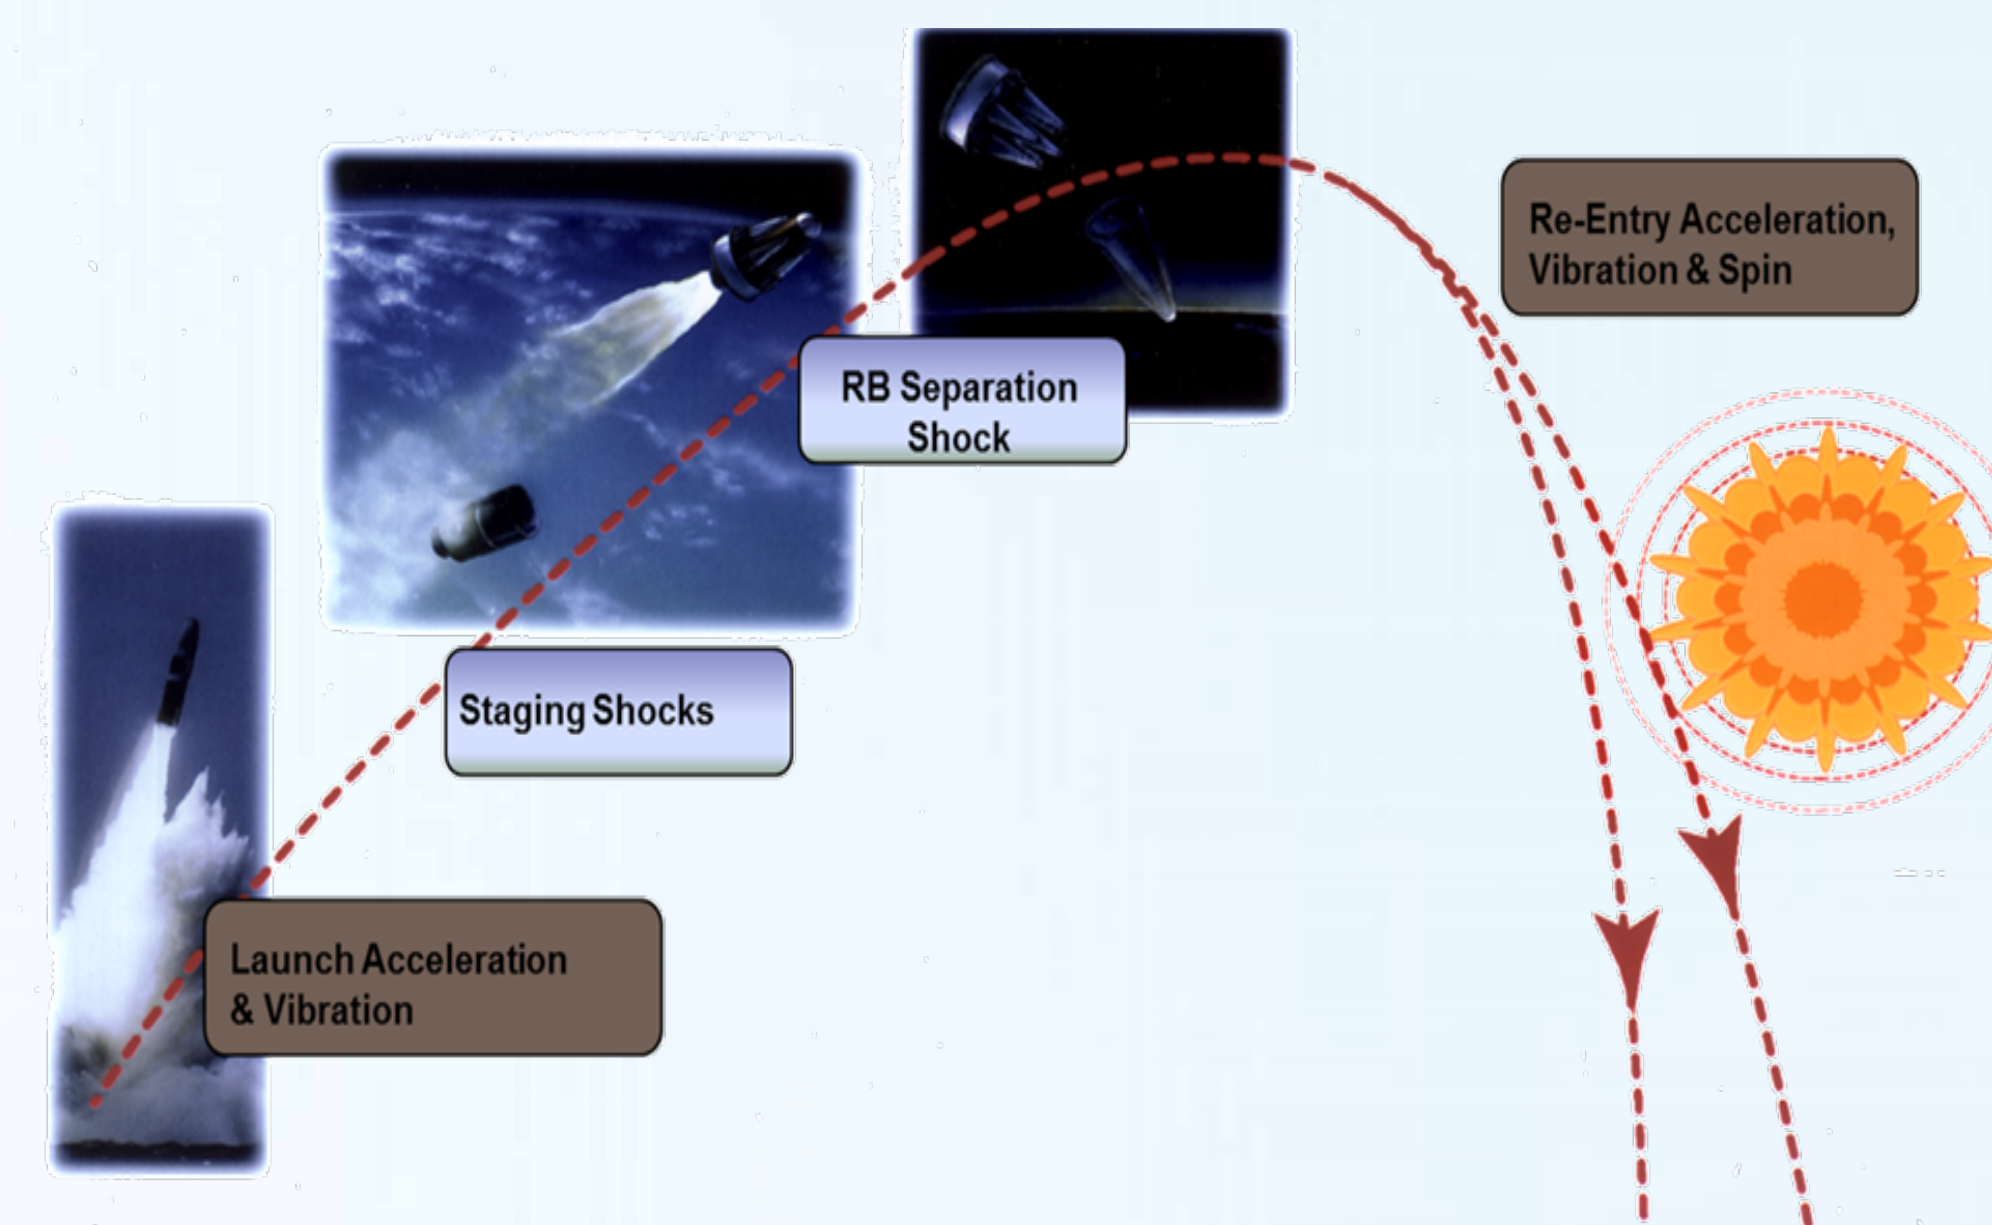 Re-Entry Acceleration,
Vibration & Spin
RB Separation
Shock
Staging Shocks
Launch Acceleration
& Vibration